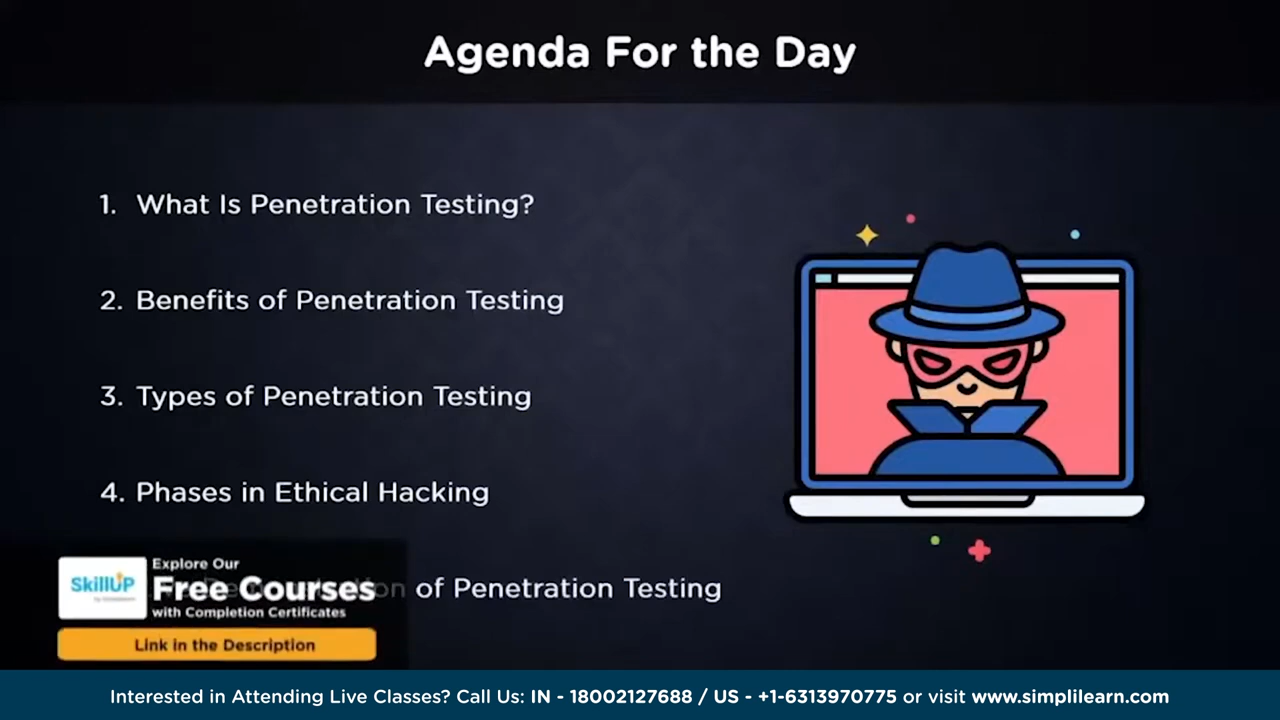 Agenda For the Day
1. What Is Penetration Testing?
2. Benefits of Penetration Testing
3. Types of Penetration Testing
4. Phases in Ethical Hacking
of Penetration Testing
SkillUP
Explore Our
Free Courses
with Completion Certificates
Link in the Description
Interested in Attending Live Classes? Call Us: IN - 18002127688 / US - +1-6313970775 or visit www.simplilearn.com